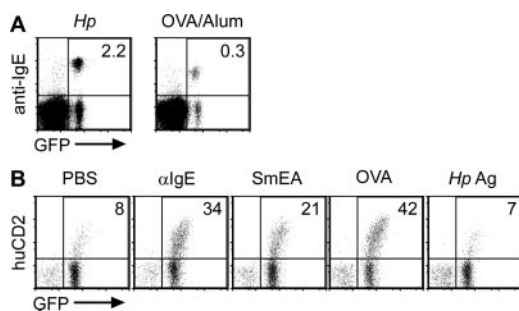 A
Hp
OVA/Alum
anti-IgE
2.2
0.3
GFP
B
PBS
αIgE
SmEA
OVA
Hp Ag
huCD2
8
34
21
42
7
GFP